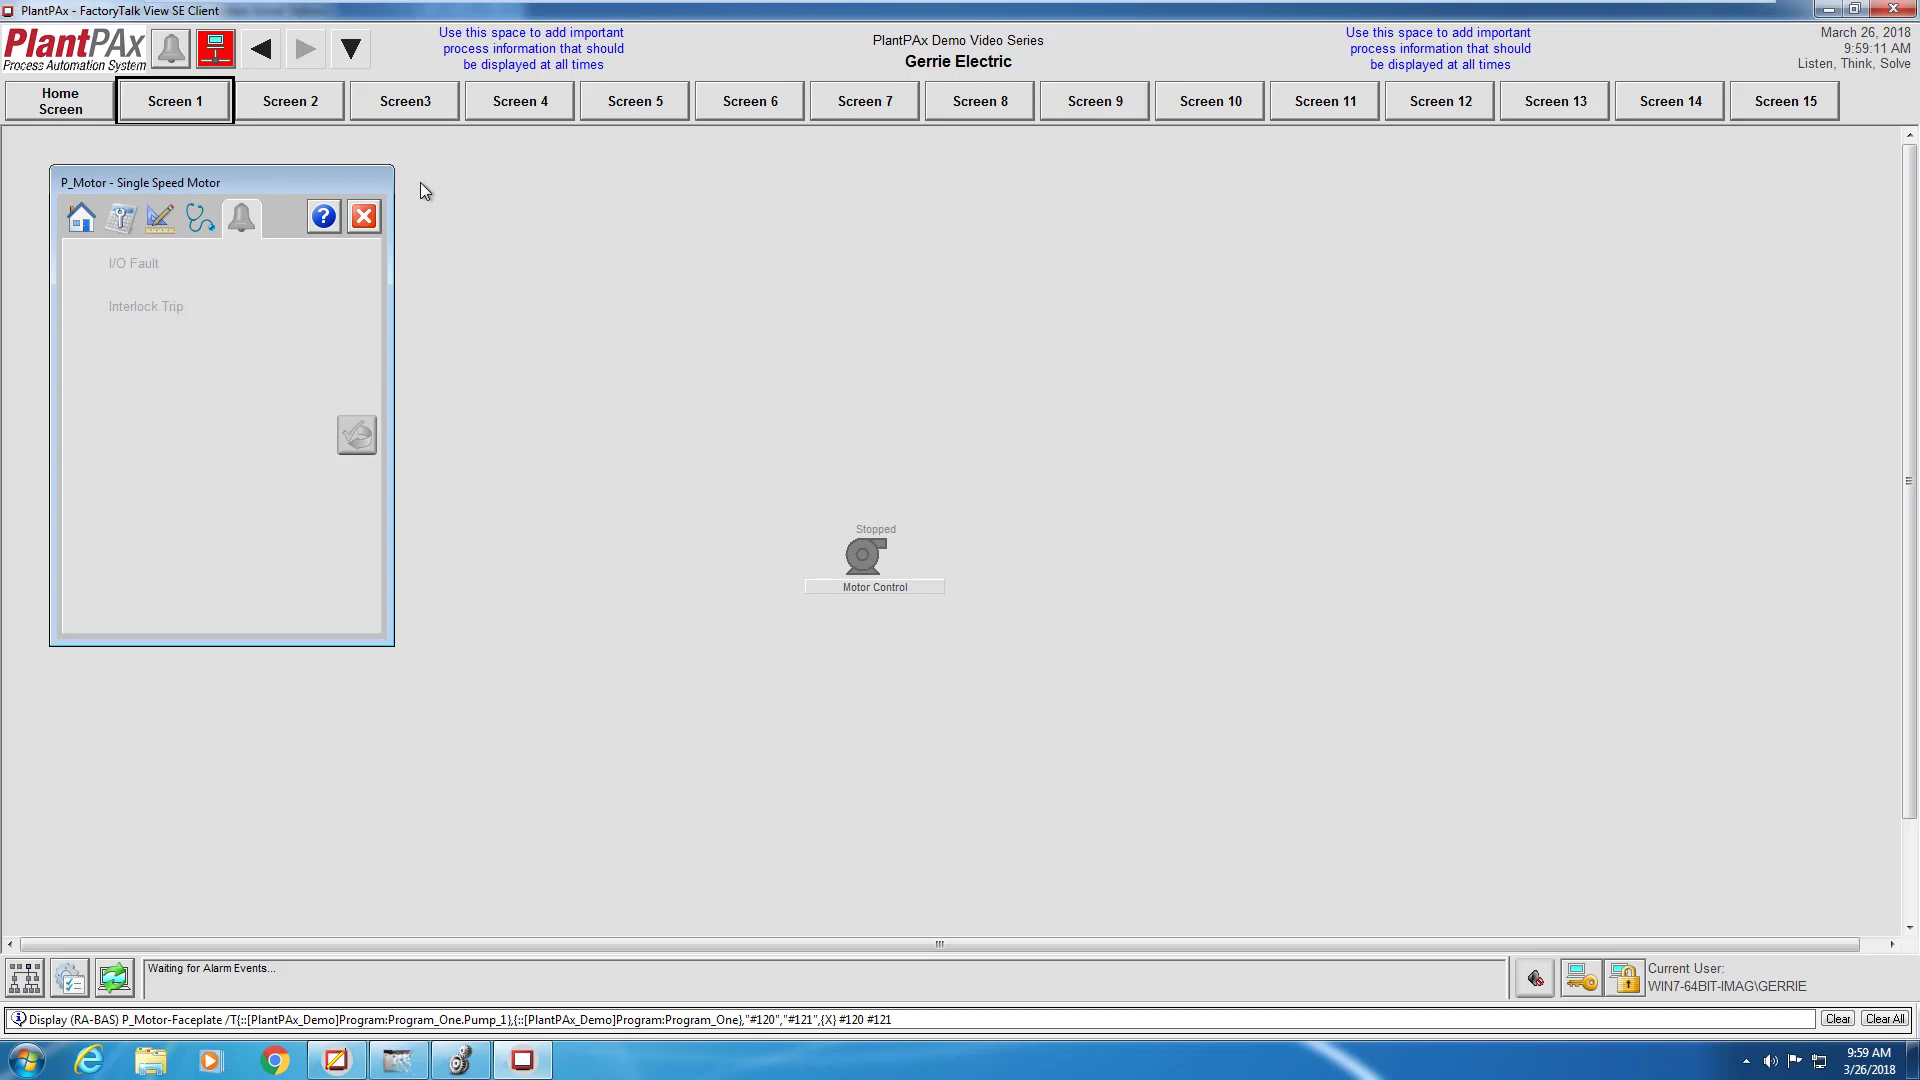 PlantPAx - FactoryTalk View SE Client
PlantPAx
Process Automation System
Use this space to add important
process information that should
be displayed at all times
PlantPAx Demo Video Series
Gerrie Electric
Use this space to add important
process information that should
be displayed at all times
March 26, 2018
9:59:11 AM
Listen, Think, Solve
Home
Screen
Screen 1
Screen 2
Screen3
Screen 4
Screen 5
Screen 6
Screen 7
Screen 8
Screen 9
Screen 10
Screen 11
Screen 12
Screen 13
Screen 14
Screen 15
P_Motor - Single Speed Motor
?
I/O Fault
Interlock Trip
Stopped
Motor Control
Waiting for Alarm Events...
Current User:
WIN7-64BIT-IMAG\GERRIE
Display (RA-BAS) P_Motor-Faceplate /T{::[PlantPAx_Demo]Program:Program_One.Pump_1},{::[PlantPAx_Demo]Program:Program_One},"#120","#121",{X} #120 #121
Clear
Clear All
9:59 AM
3/26/2018